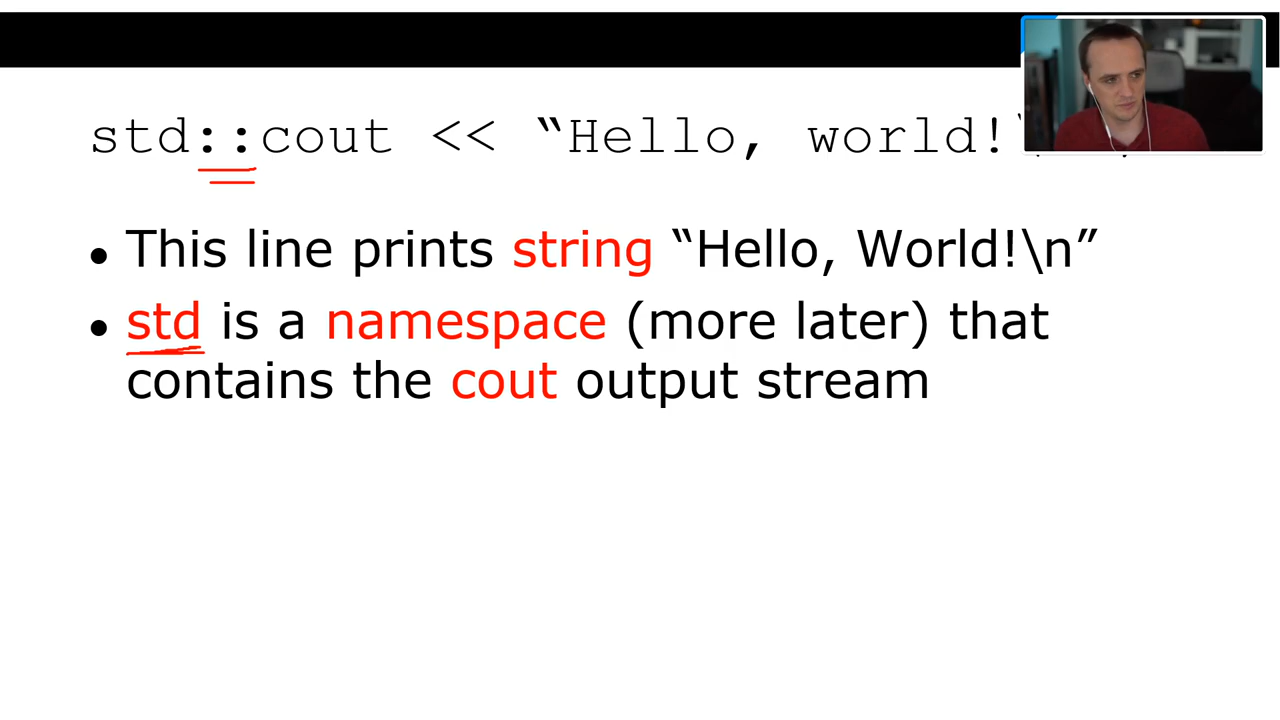 std::cout << “Hello, world!\
• This line prints string “Hello, World!\n”
• std is a namespace (more later) that
contains the cout output stream